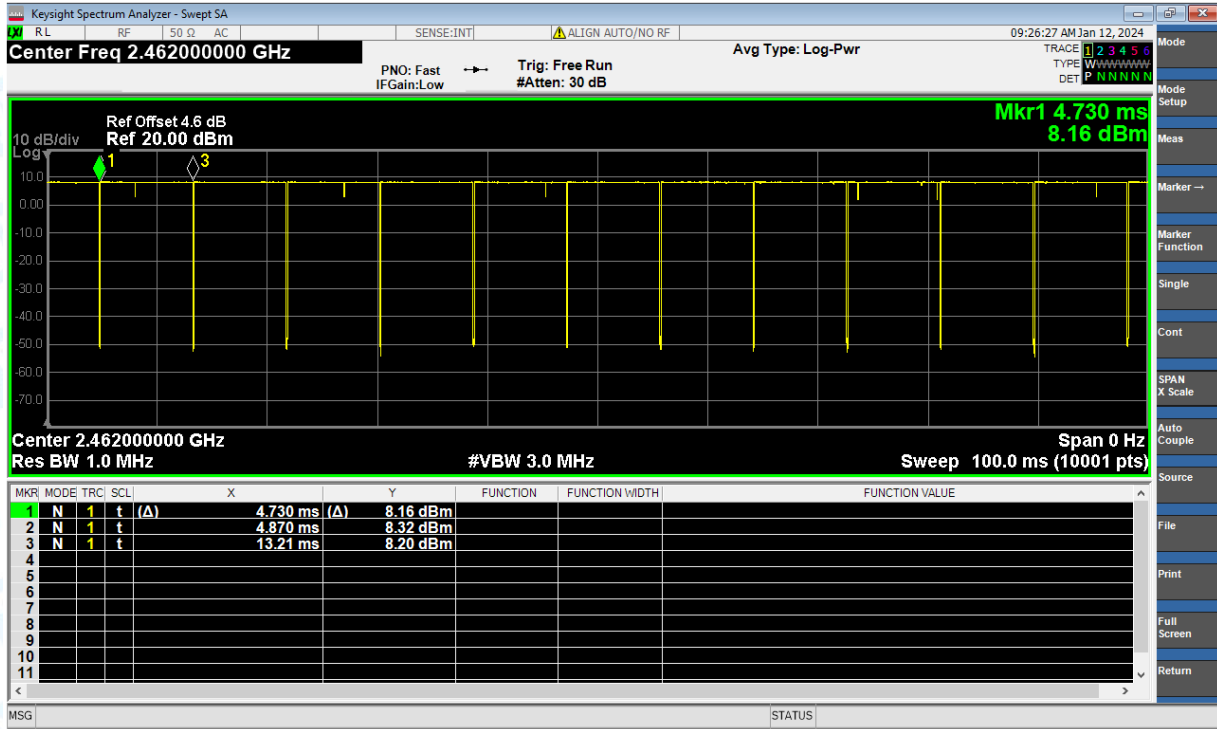 Keysight Spectrum Analyzer - Swept SA
LXI RL RF 50 Ω AC SENSE:INT ALIGN AUTO/NO RF 09:26:27 AM Jan 12, 2024
Center Freq 2.462000000 GHz
PNO: Fast
IFGain:Low
Trig: Free Run
#Atten: 30 dB
Avg Type: Log-Pwr
TRACE 1 2 3 4 5 6
TYPE WWWWWW
DET P N N N N N
Ref Offset 4.6 dB
10 dB/div Ref 20.00 dBm
Log
Mkr1 4.730 ms
8.16 dBm
1
3
10.0
0.00
-10.0
-20.0
-30.0
-40.0
-50.0
-60.0
-70.0
Center 2.462000000 GHz Span 0 Hz
Res BW 1.0 MHz #VBW 3.0 MHz Sweep 100.0 ms (10001 pts)
MKR MODE TRC SCL X Y FUNCTION FUNCTION WIDTH FUNCTION VALUE
1 N 1 t (Δ) 4.730 ms (Δ) 8.16 dBm
2 N 1 t 4.870 ms 8.32 dBm
3 N 1 t 13.21 ms 8.20 dBm
4
5
6
7
8
9
10
11
MSG STATUS
Mode
Mode
Setup
Meas
Marker→
Marker
Function
Single
Cont
SPAN
X Scale
Auto
Couple
Source
File
Print
Full
Screen
Return